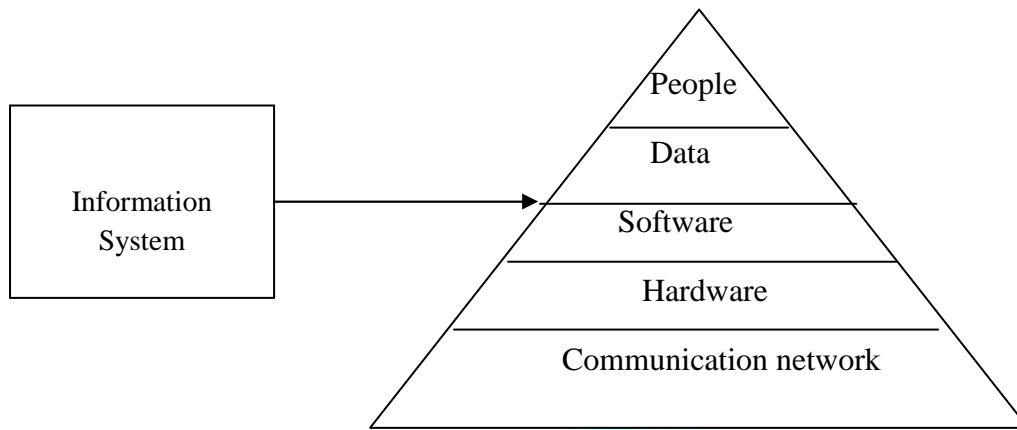 People
Data
Information
System
Software
Hardware
Communication network